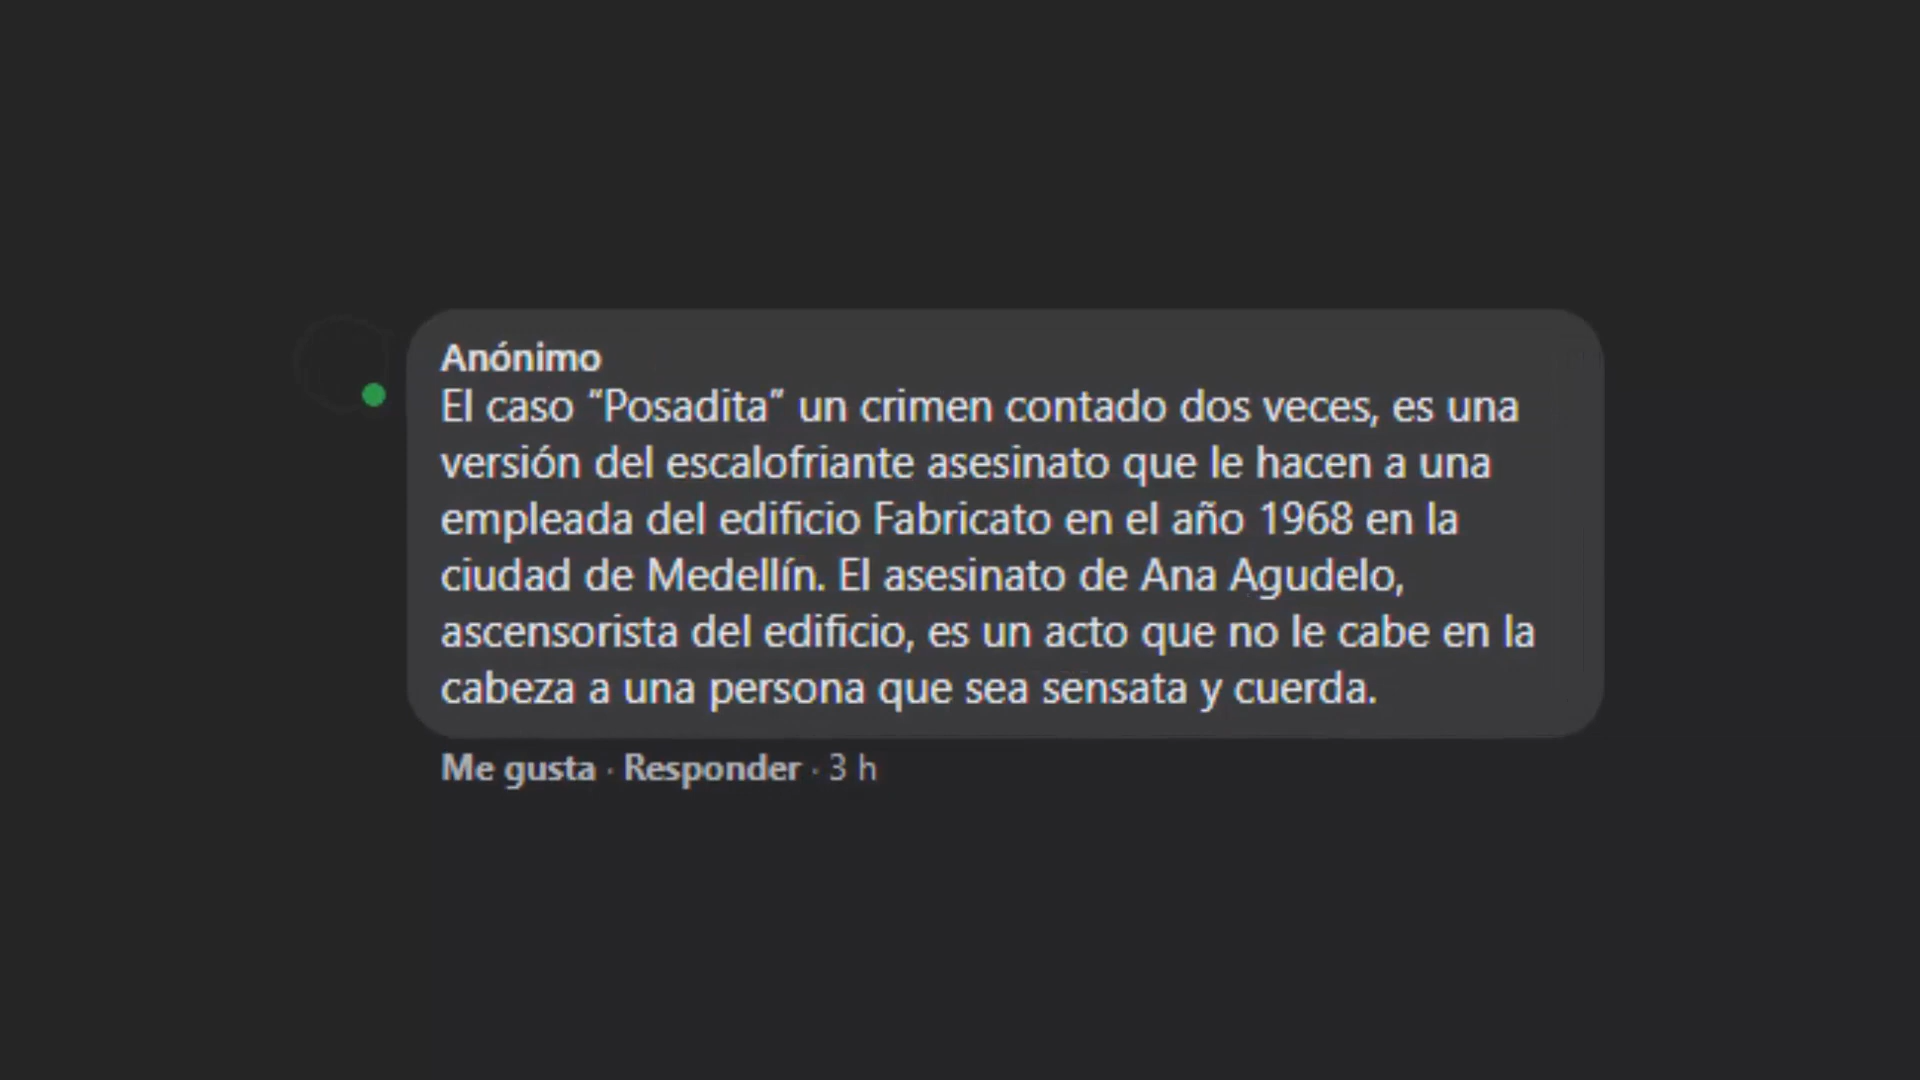 Anónimo
El caso “Posadita” un crimen contado dos veces, es una
versión del escalofriante asesinato que le hacen a una
empleada del edificio Fabricato en el año 1968 en la
ciudad de Medellín. El asesinato de Ana Agudelo,
ascensorista del edificio, es un acto que no le cabe en la
cabeza a una persona que sea sensata y cuerda.
Me gusta · Responder · 3 h